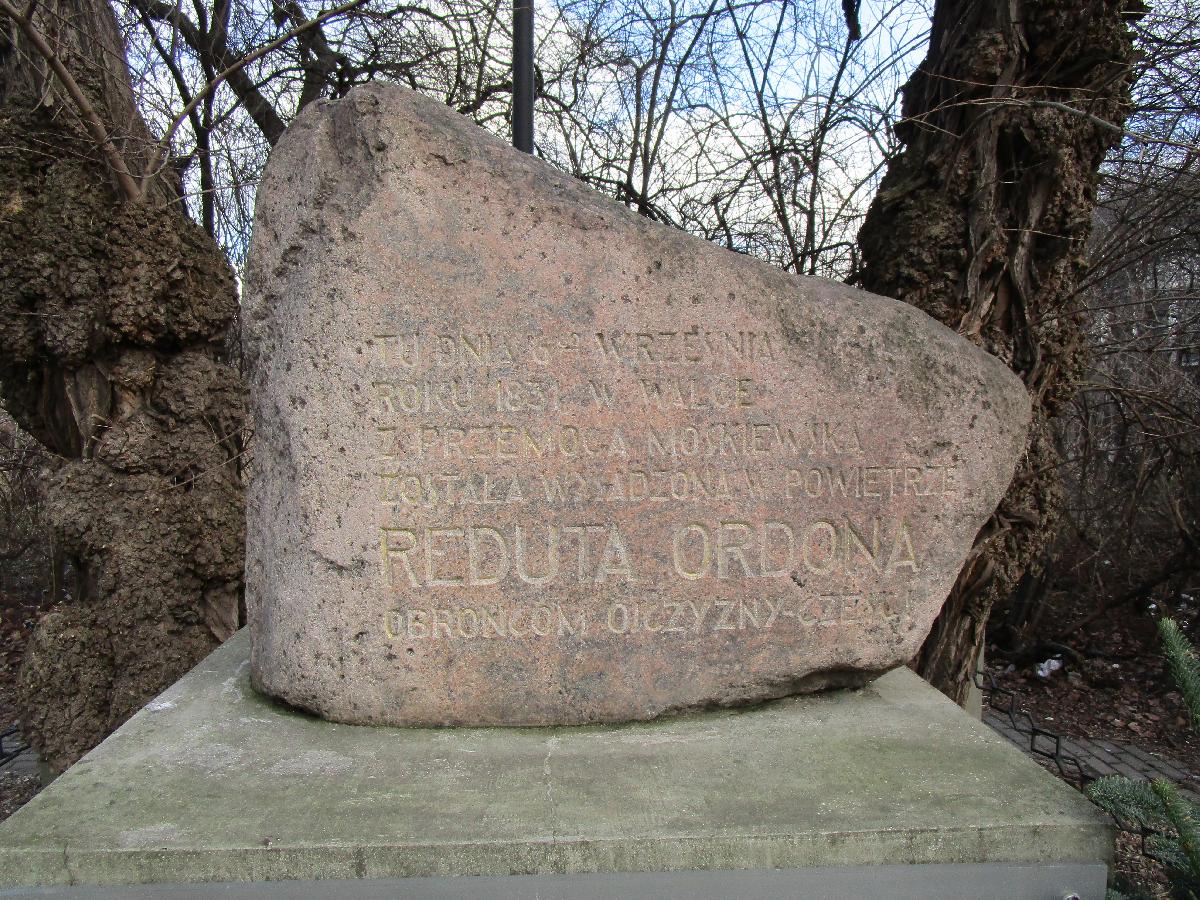 TU DNIA 6-go WRZEŚNIA
ROKU 1831 W WALCE
Z PRZEMOCĄ MOSKIEWSKĄ
ZOSTAŁA WYSADZONA W POWIETRZE
REDUTA ORDONA
OBROŃCOM OJCZYZNY-CZEŚĆ!